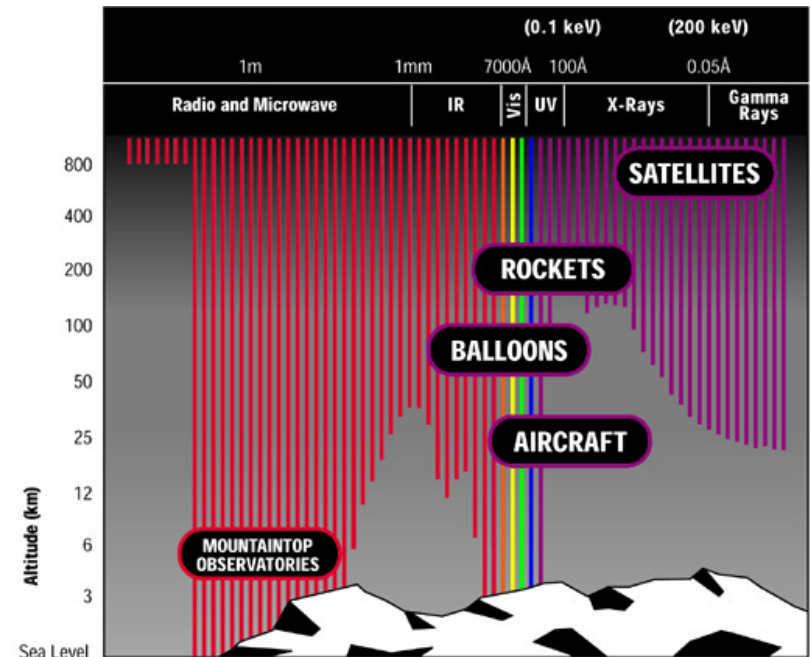 (0.1 keV) (200 keV)
1m 1mm 7000Å 100Å 0.05Å
Radio and Microwave IR Vis UV X-Rays Gamma
Rays
800
SATELLITES
400
200
ROCKETS
100
BALLOONS
50
25
AIRCRAFT
12
6
MOUNTAINTOP
OBSERVATORIES
3
Sea Level
Altitude (km)